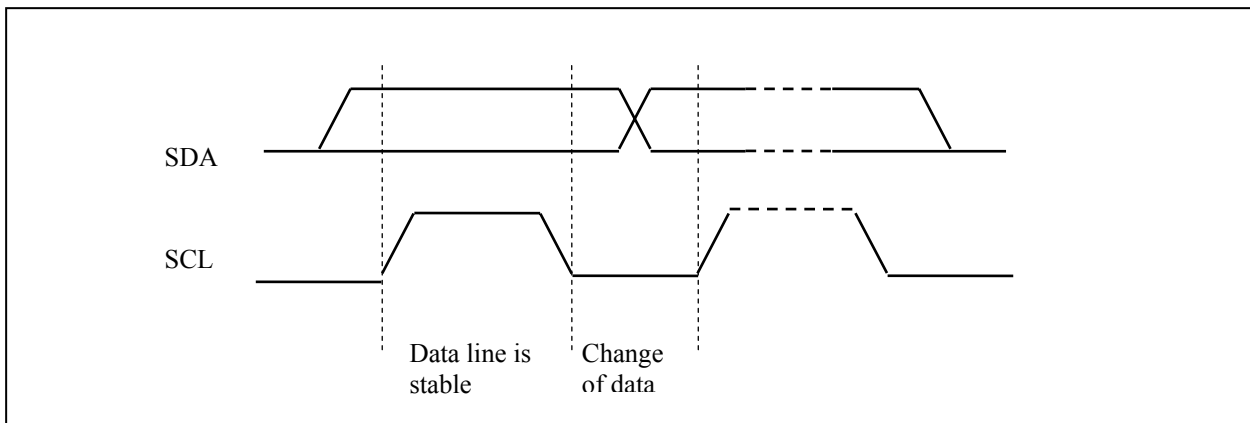 SDA
SCL
Data line is
stable
Change
of data